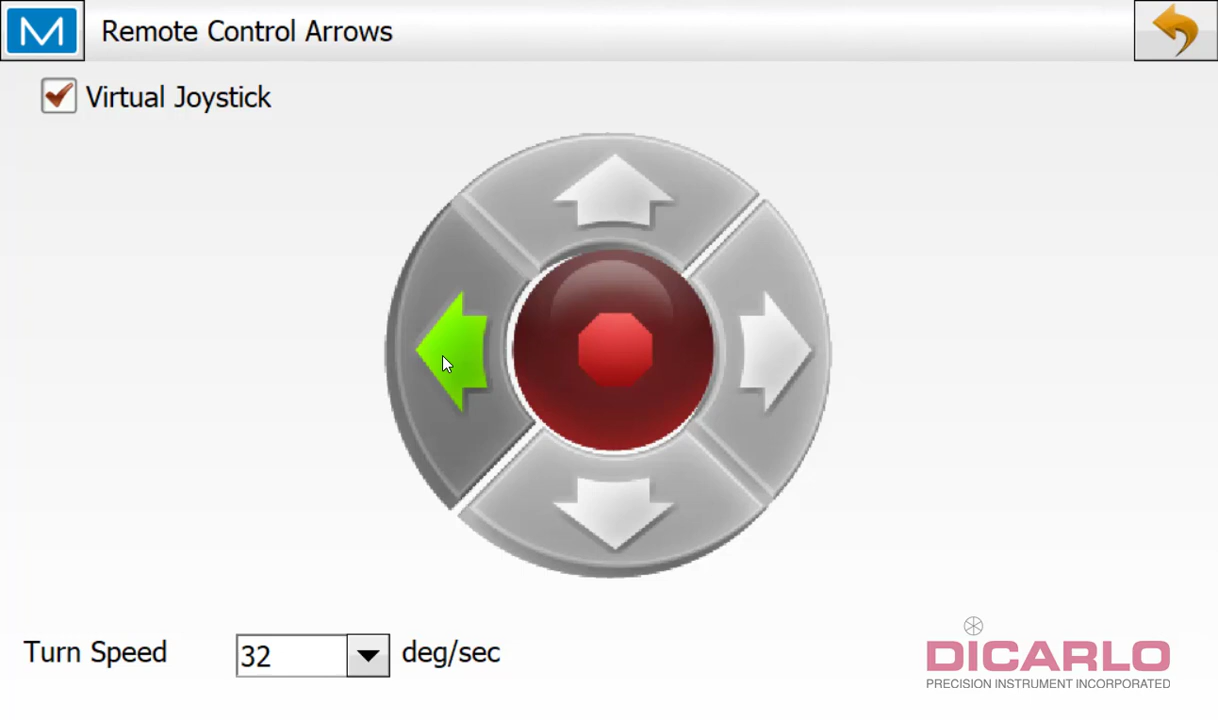 Remote Control Arrows
Virtual Joystick
Turn Speed 32 deg/sec
DICARLO
PRECISION INSTRUMENT INCORPORATED